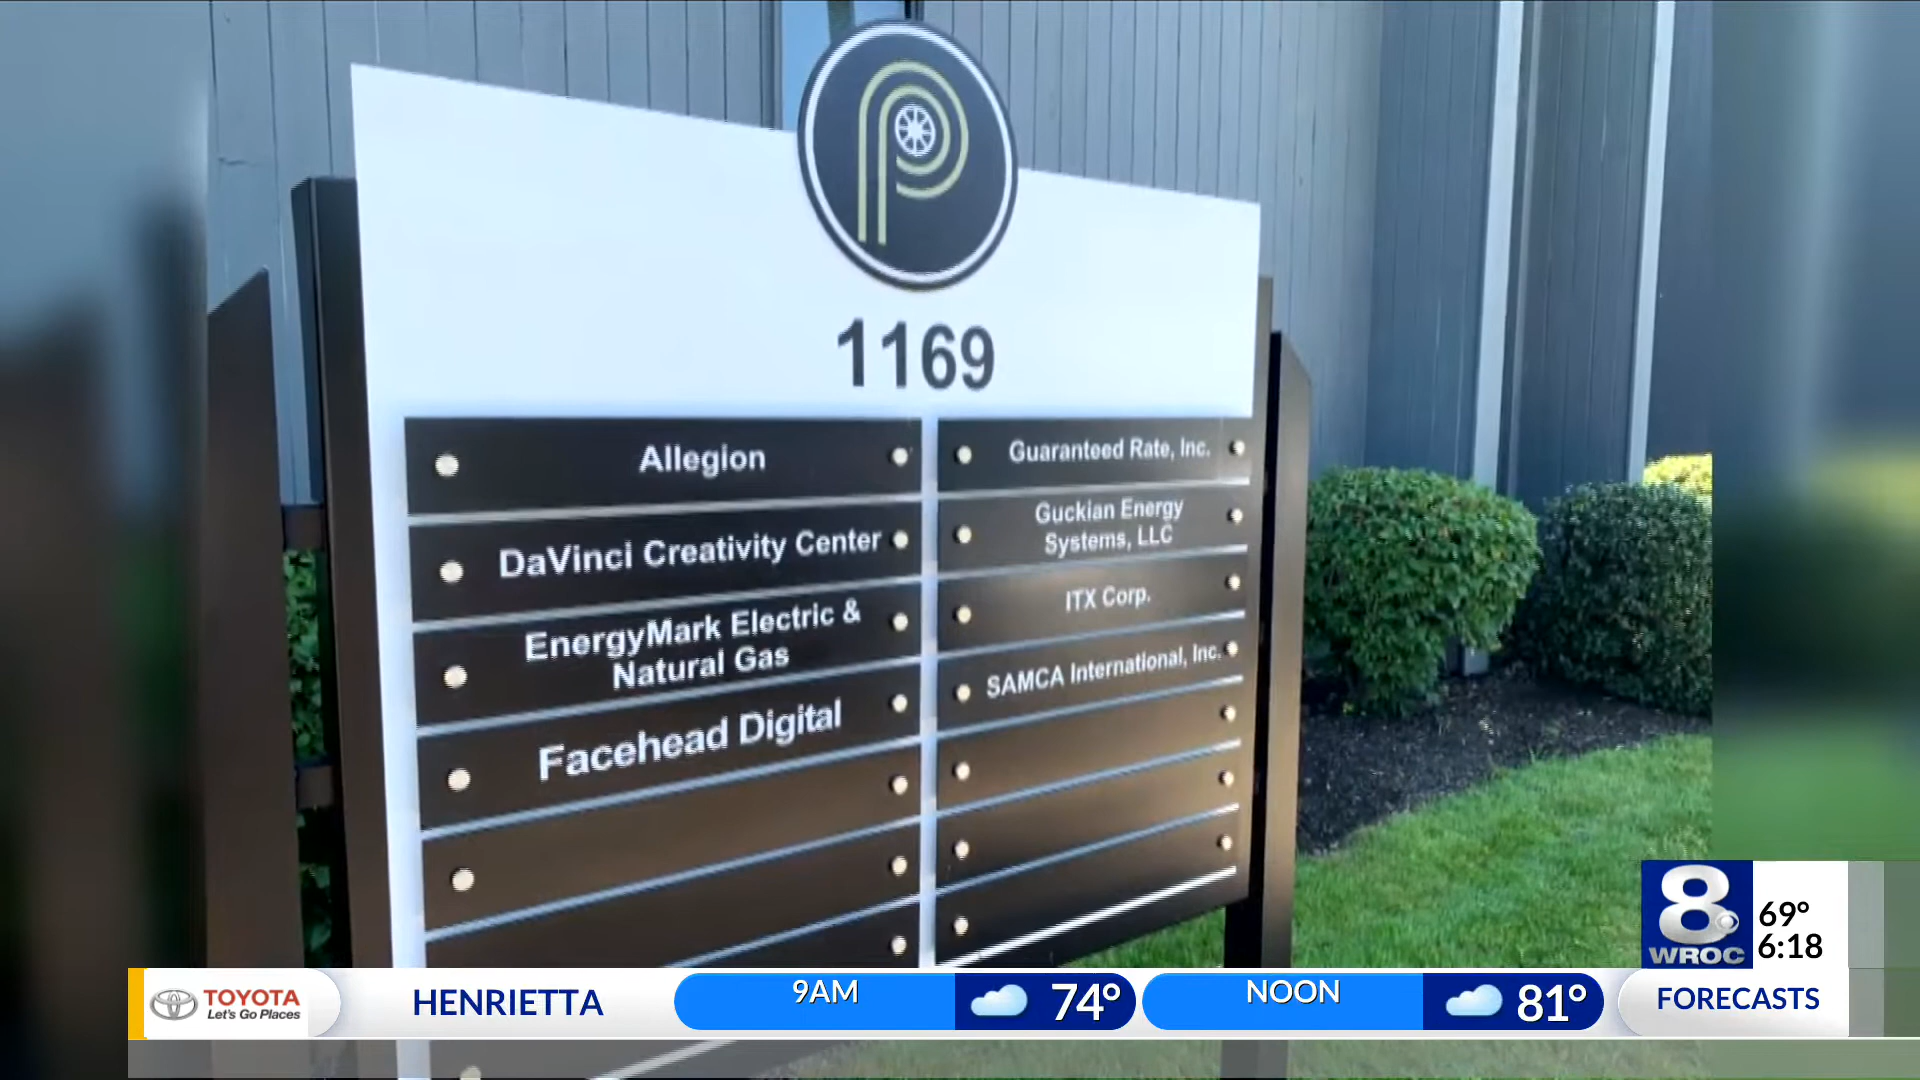 P
1169
Allegion
DaVinci Creativity Center
EnergyMark Electric &
Natural Gas
Facehead Digital
Guaranteed Rate, Inc.
Guckian Energy
Systems, LLC
ITX Corp.
SAMCA International, Inc.
8
WROC
69°
6:18
TOYOTA
Let's Go Places
HENRIETTA
9AM
74°
NOON
81°
FORECASTS